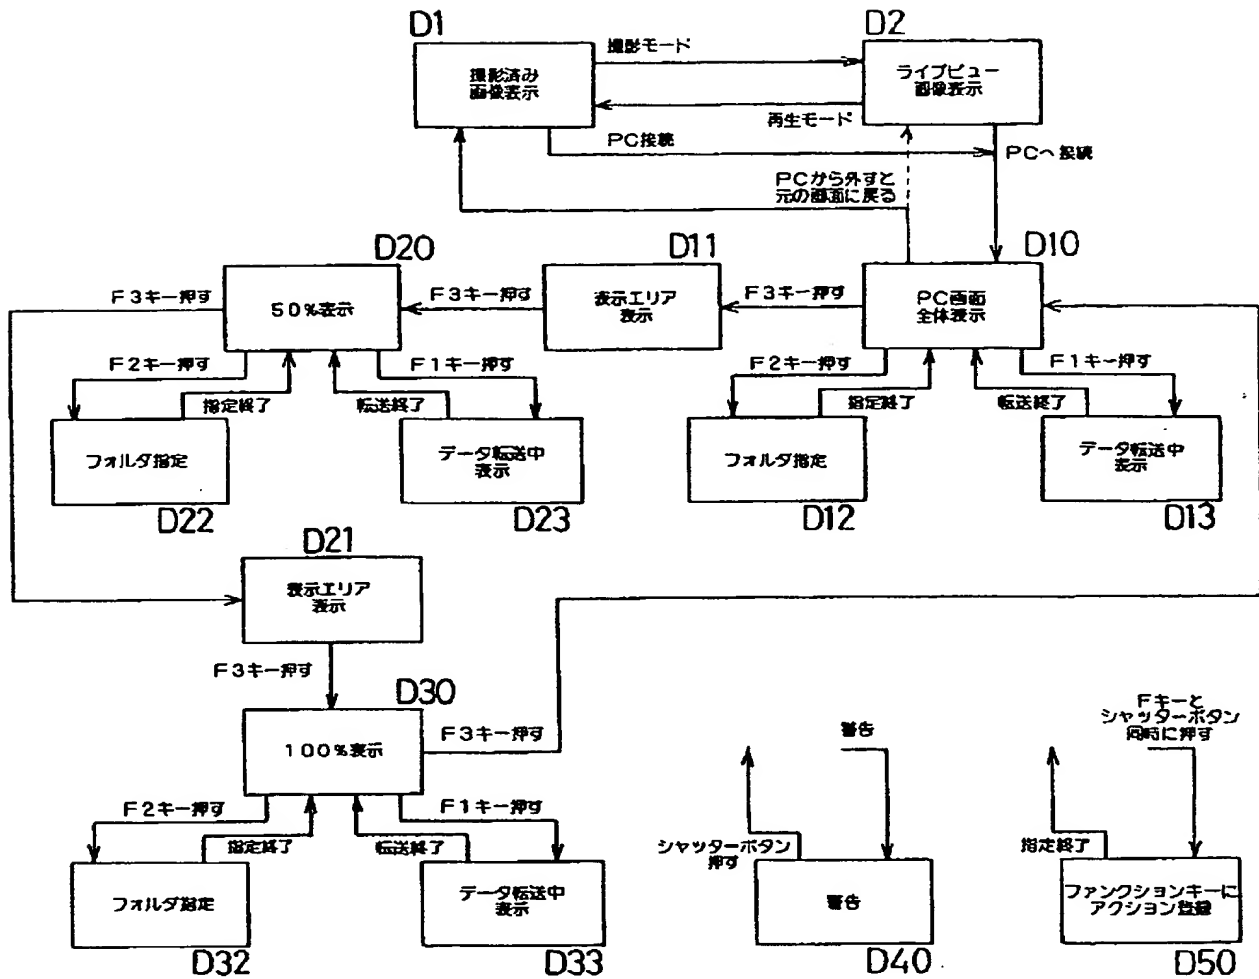 D1
D2
撮影済み
画像表示
撮影モード
再生モード
ライブビュー
画像表示
PC接続
PCへ接続
PCから外すと
元の画面に戻る
D20
D11
D10
F3キー押す
50%表示
F3キー押す
表示エリア
表示
F3キー押す
PC画面
全体表示
F2キー押す
F1キー押す
指定終了
転送終了
F2キー押す
F1キー押す
指定終了
転送終了
フォルダ指定
データ転送中
表示
フォルダ指定
データ転送中
表示
D22
D23
D12
D13
D21
表示エリア
表示
F3キー押す
D30
100%表示
F3キー押す
F2キー押す
F1キー押す
指定終了
転送終了
フォルダ指定
データ転送中
表示
D32
D33
警告
シャッターボタン
押す
警告
D40
Fキーと
シャッターボタン
同時に押す
指定終了
ファンクションキーに
アクション登録
D50